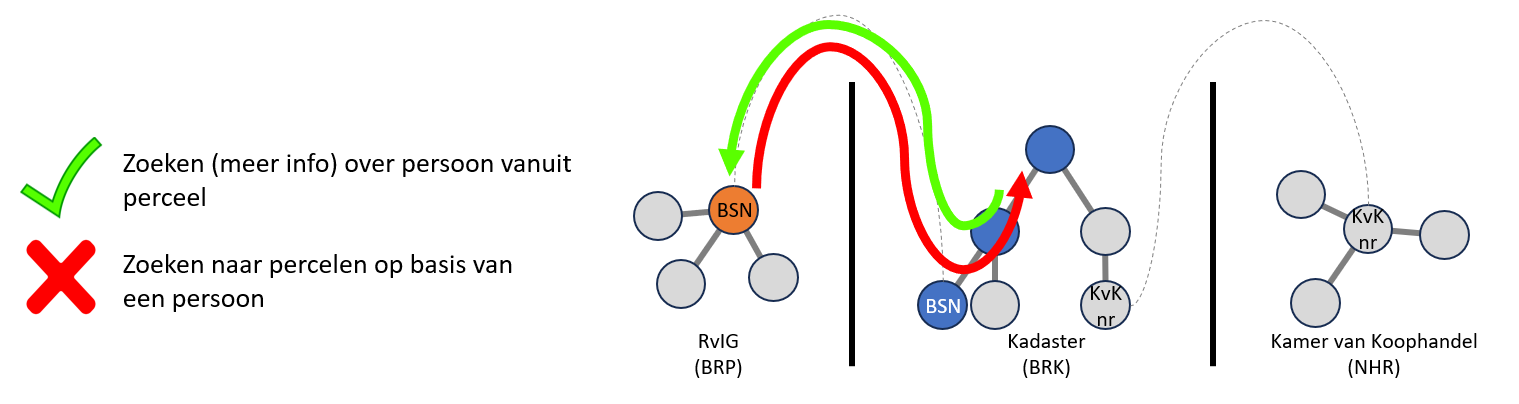 Zoeken (meer info) over persoon vanuit
perceel
Zoeken naar percelen op basis van
een persoon
BSN
RvIG
(BRP)
BSN
KvK
nr
Kadaster
(BRK)
KvK
nr
Kamer van Koophandel
(NHR)